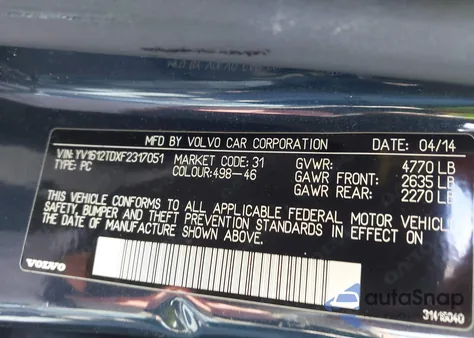 MFD BY VOLVO CAR CORPORATION DATE: 04/14
VIN: YV1612TDXF2317051 MARKET CODE: 31 GVWR: 4770 LB
TYPE: PC COLOUR:498-46 GAWR FRONT: 2635 LB
GAWR REAR: 2270 LB
THIS VEHICLE CONFORMS TO ALL APPLICABLE FEDERAL MOTOR VEHICLE
SAFETY BUMPER AND THEFT PREVENTION STANDARDS IN EFFECT ON
THE DATE OF MANUFACTURE SHOWN ABOVE.
VOLVO
autoSnap
31416040